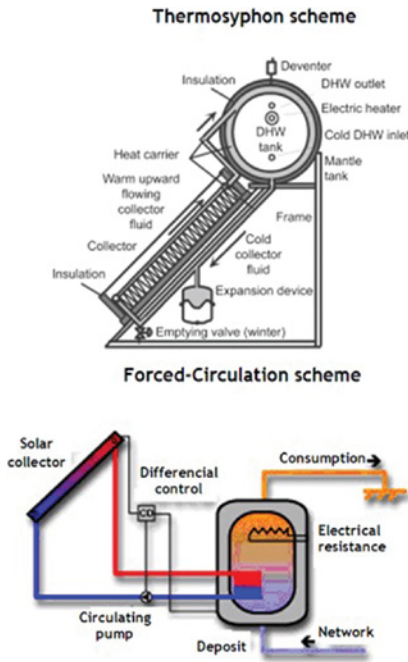 Thermosyphon scheme
Deventer
Insulation
DHW outlet
Electric heater
DHW
tank
Cold DHW inlet
Heat carrier
Mantle
tank
Warm upward
flowing
collector
fluid
Frame
Collector
Cold
collector
fluid
Insulation
Expansion device
Emptying valve (winter)
Forced-Circulation scheme
Solar
collector
Consumption
Differencial
control
CO
Electrical
resistance
Circulating
pump
Network
Deposit